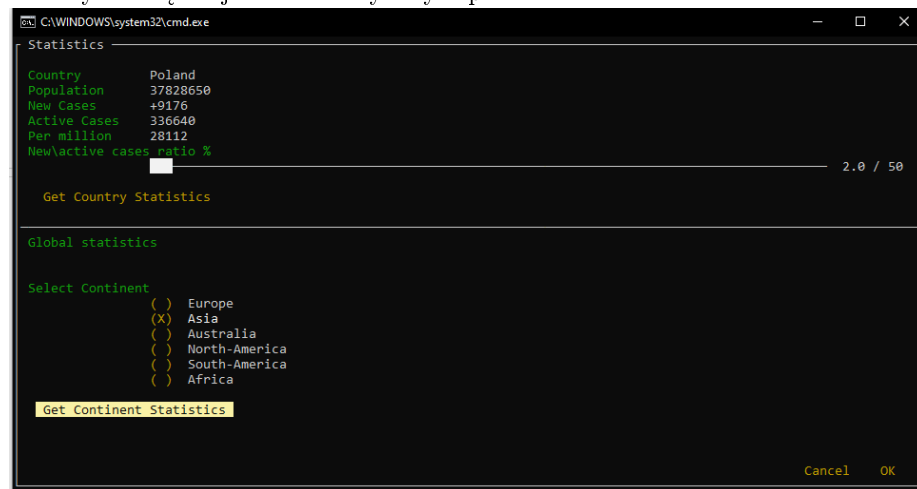 C:\WINDOWS\system32\cmd.exe
Statistics
Country Poland
Population 37828650
New Cases +9176
Active Cases 336640
Per million 28112
New\active cases ratio %
2.0 / 50
Get Country Statistics
Global statistics
Select Continent
( ) Europe
(X) Asia
( ) Australia
( ) North-America
( ) South-America
( ) Africa
Get Continent Statistics
Cancel OK